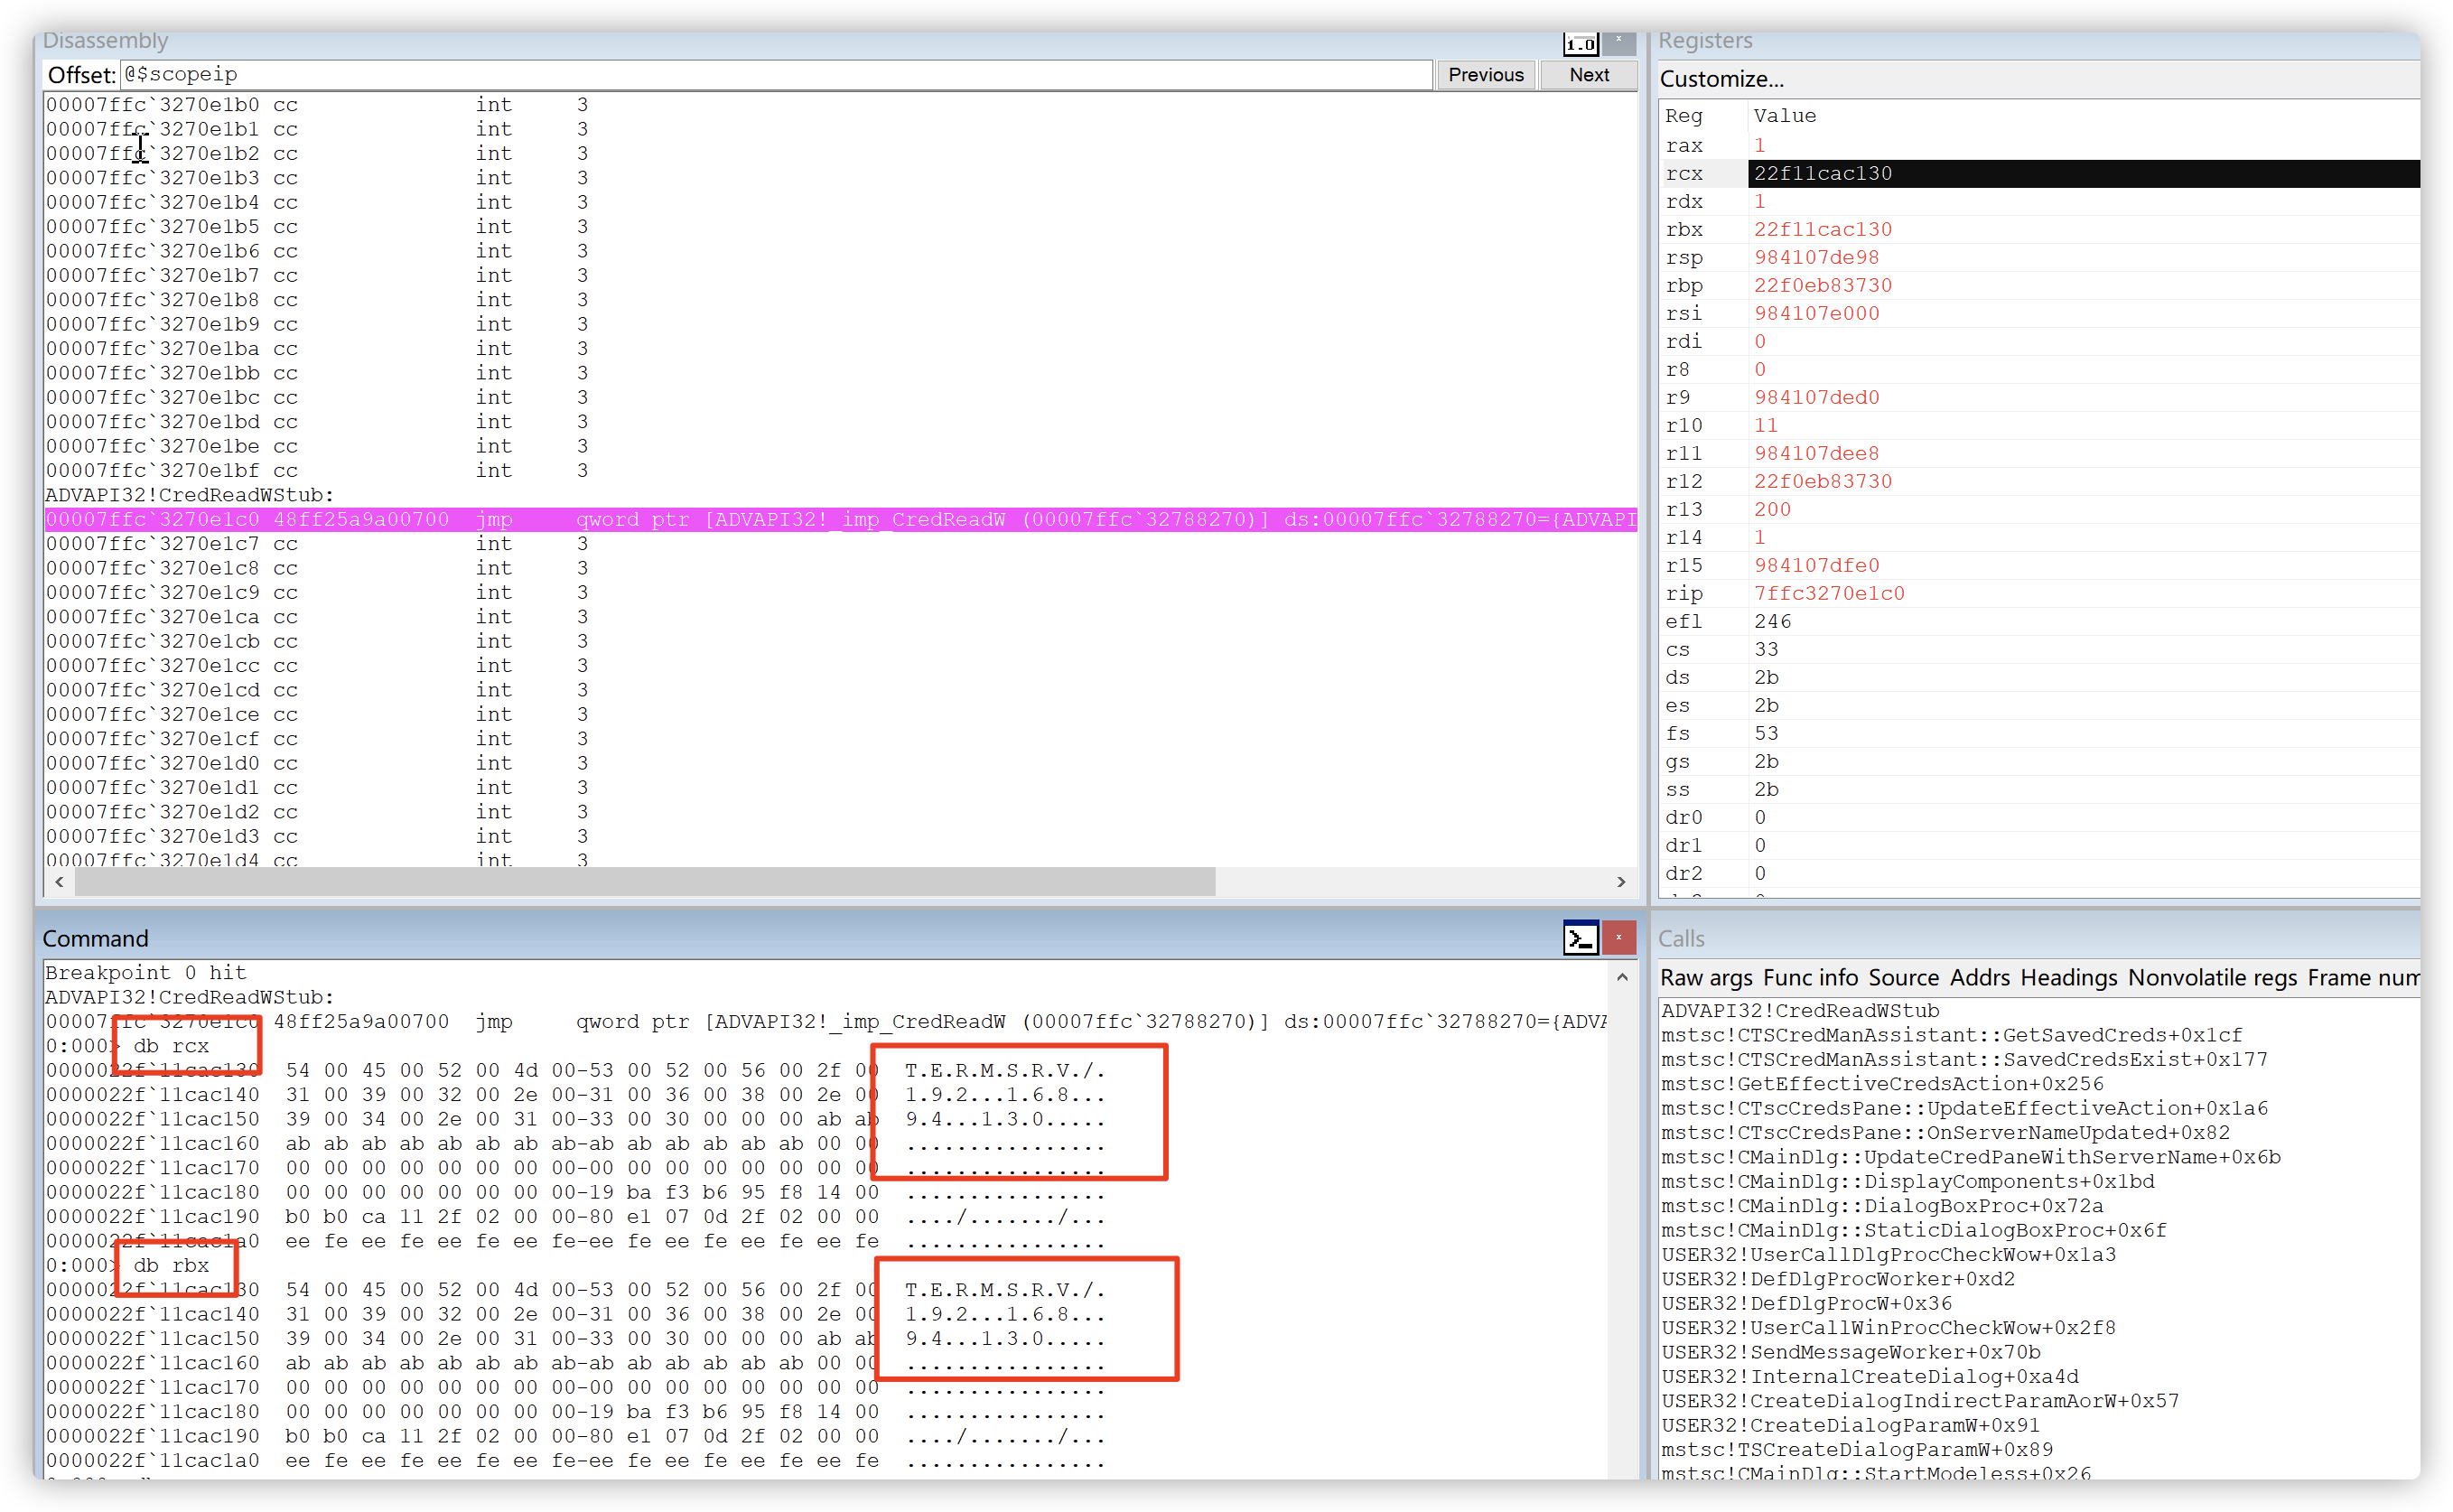 Disassembly
Offset: @$scopeip Previous Next
00007ffc`3270e1b0 cc int 3
00007ffc`3270e1b1 cc int 3
00007ffc`3270e1b2 cc int 3
00007ffc`3270e1b3 cc int 3
00007ffc`3270e1b4 cc int 3
00007ffc`3270e1b5 cc int 3
00007ffc`3270e1b6 cc int 3
00007ffc`3270e1b7 cc int 3
00007ffc`3270e1b8 cc int 3
00007ffc`3270e1b9 cc int 3
00007ffc`3270e1ba cc int 3
00007ffc`3270e1bb cc int 3
00007ffc`3270e1bc cc int 3
00007ffc`3270e1bd cc int 3
00007ffc`3270e1be cc int 3
00007ffc`3270e1bf cc int 3
ADVAPI32!CredReadWStub:
00007ffc`3270e1c0 48ff25a9a00700 jmp qword ptr [ADVAPI32!_imp_CredReadW (00007ffc`32788270)] ds:00007ffc`32788270={ADVAPI
00007ffc`3270e1c7 cc int 3
00007ffc`3270e1c8 cc int 3
00007ffc`3270e1c9 cc int 3
00007ffc`3270e1ca cc int 3
00007ffc`3270e1cb cc int 3
00007ffc`3270e1cc cc int 3
00007ffc`3270e1cd cc int 3
00007ffc`3270e1ce cc int 3
00007ffc`3270e1cf cc int 3
00007ffc`3270e1d0 cc int 3
00007ffc`3270e1d1 cc int 3
00007ffc`3270e1d2 cc int 3
00007ffc`3270e1d3 cc int 3
00007ffc`3270e1d4 cc int 3
Registers
Customize...
Reg Value
rax 1
rcx 22f11cac130
rdx 1
rbx 22f11cac130
rsp 984107de98
rbp 22f0eb83730
rsi 984107e000
rdi 0
r8 0
r9 984107ded0
r10 11
r11 984107dee8
r12 22f0eb83730
r13 200
r14 1
r15 984107dfe0
rip 7ffc3270e1c0
efl 246
cs 33
ds 2b
es 2b
fs 53
gs 2b
ss 2b
dr0 0
dr1 0
dr2 0
Command
Breakpoint 0 hit
ADVAPI32!CredReadWStub:
00007ffc`3270e1c0 48ff25a9a00700 jmp qword ptr [ADVAPI32!_imp_CredReadW (00007ffc`32788270)] ds:00007ffc`32788270={ADVA
0:000> db rcx
0000022f`11cac130 54 00 45 00 52 00 4d 00-53 00 52 00 56 00 2f 00 T.E.R.M.S.R.V./.
0000022f`11cac140 31 00 39 00 32 00 2e 00-31 00 36 00 38 00 2e 00 1.9.2...1.6.8...
0000022f`11cac150 39 00 34 00 2e 00 31 00-33 00 30 00 00 00 ab ab 9.4...1.3.0.....
0000022f`11cac160 ab ab ab ab ab ab ab ab-ab ab ab ab ab ab 00 00 ................
0000022f`11cac170 00 00 00 00 00 00 00 00-00 00 00 00 00 00 00 00 ................
0000022f`11cac180 00 00 00 00 00 00 00 00-19 ba f3 b6 95 f8 14 00 ................
0000022f`11cac190 b0 b0 ca 11 2f 02 00 00-80 e1 07 0d 2f 02 00 00 ..../......./...
0000022f`11cac1a0 ee fe ee fe ee fe ee fe-ee fe ee fe ee fe ee fe ................
0:000> db rbx
0000022f`11cac130 54 00 45 00 52 00 4d 00-53 00 52 00 56 00 2f 00 T.E.R.M.S.R.V./.
0000022f`11cac140 31 00 39 00 32 00 2e 00-31 00 36 00 38 00 2e 00 1.9.2...1.6.8...
0000022f`11cac150 39 00 34 00 2e 00 31 00-33 00 30 00 00 00 ab ab 9.4...1.3.0.....
0000022f`11cac160 ab ab ab ab ab ab ab ab-ab ab ab ab ab ab 00 00 ................
0000022f`11cac170 00 00 00 00 00 00 00 00-00 00 00 00 00 00 00 00 ................
0000022f`11cac180 00 00 00 00 00 00 00 00-19 ba f3 b6 95 f8 14 00 ................
0000022f`11cac190 b0 b0 ca 11 2f 02 00 00-80 e1 07 0d 2f 02 00 00 ..../......./...
0000022f`11cac1a0 ee fe ee fe ee fe ee fe-ee fe ee fe ee fe ee fe ................
Calls
Raw args Func info Source Addrs Headings Nonvolatile regs Frame num
ADVAPI32!CredReadWStub
mstsc!CTSCredManAssistant::GetSavedCreds+0x1cf
mstsc!CTSCredManAssistant::SavedCredsExist+0x177
mstsc!GetEffectiveCredsAction+0x256
mstsc!CTscCredsPane::UpdateEffectiveAction+0x1a6
mstsc!CTscCredsPane::OnServerNameUpdated+0x82
mstsc!CMainDlg::UpdateCredPaneWithServerName+0x6b
mstsc!CMainDlg::DisplayComponents+0x1bd
mstsc!CMainDlg::DialogBoxProc+0x72a
mstsc!CMainDlg::StaticDialogBoxProc+0x6f
USER32!UserCallDlgProcCheckWow+0x1a3
USER32!DefDlgProcWorker+0xd2
USER32!DefDlgProcW+0x36
USER32!UserCallWinProcCheckWow+0x2f8
USER32!SendMessageWorker+0x70b
USER32!InternalCreateDialog+0xa4d
USER32!CreateDialogIndirectParamAorW+0x57
USER32!CreateDialogParamW+0x91
mstsc!TSCreateDialogParamW+0x89
mstsc!CMainDlg::StartModeless+0x26